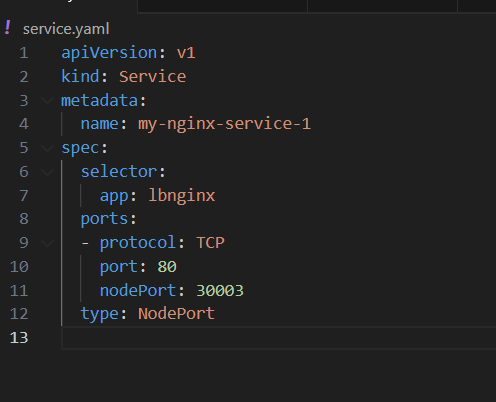 ! service.yaml
1 apiVersion: v1
2 kind: Service
3 metadata:
4   name: my-nginx-service-1
5 spec:
6   selector:
7     app: lbnginx
8   ports:
9   - protocol: TCP
10     port: 80
11     nodePort: 30003
12   type: NodePort
13